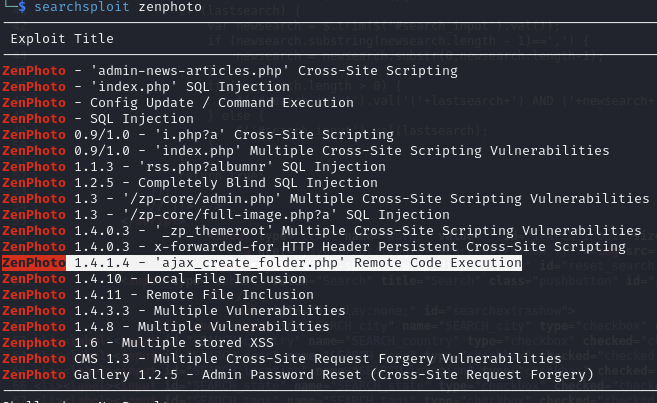 └─$ searchsploit zenphoto
Exploit Title
ZenPhoto - 'admin-news-articles.php' Cross-Site Scripting
ZenPhoto - 'index.php' SQL Injection
ZenPhoto - Config Update / Command Execution
ZenPhoto - SQL Injection
ZenPhoto 0.9/1.0 - 'i.php?a' Cross-Site Scripting
ZenPhoto 0.9/1.0 - 'index.php' Multiple Cross-Site Scripting Vulnerabilities
ZenPhoto 1.1.3 - 'rss.php?albumnr' SQL Injection
ZenPhoto 1.2.5 - Completely Blind SQL Injection
ZenPhoto 1.3 - '/zp-core/admin.php' Multiple Cross-Site Scripting Vulnerabilities
ZenPhoto 1.3 - '/zp-core/full-image.php?a' SQL Injection
ZenPhoto 1.4.0.3 - '_zp_themeroot' Multiple Cross-Site Scripting Vulnerabilities
ZenPhoto 1.4.0.3 - x-forwarded-for HTTP Header Persistent Cross-Site Scripting
ZenPhoto 1.4.1.4 - 'ajax_create_folder.php' Remote Code Execution
ZenPhoto 1.4.10 - Local File Inclusion
ZenPhoto 1.4.11 - Remote File Inclusion
ZenPhoto 1.4.3.3 - Multiple Vulnerabilities
ZenPhoto 1.4.8 - Multiple Vulnerabilities
ZenPhoto 1.6 - Multiple stored XSS
ZenPhoto CMS 1.3 - Multiple Cross-Site Request Forgery Vulnerabilities
ZenPhoto Gallery 1.2.5 - Admin Password Reset (Cross-Site Request Forgery)